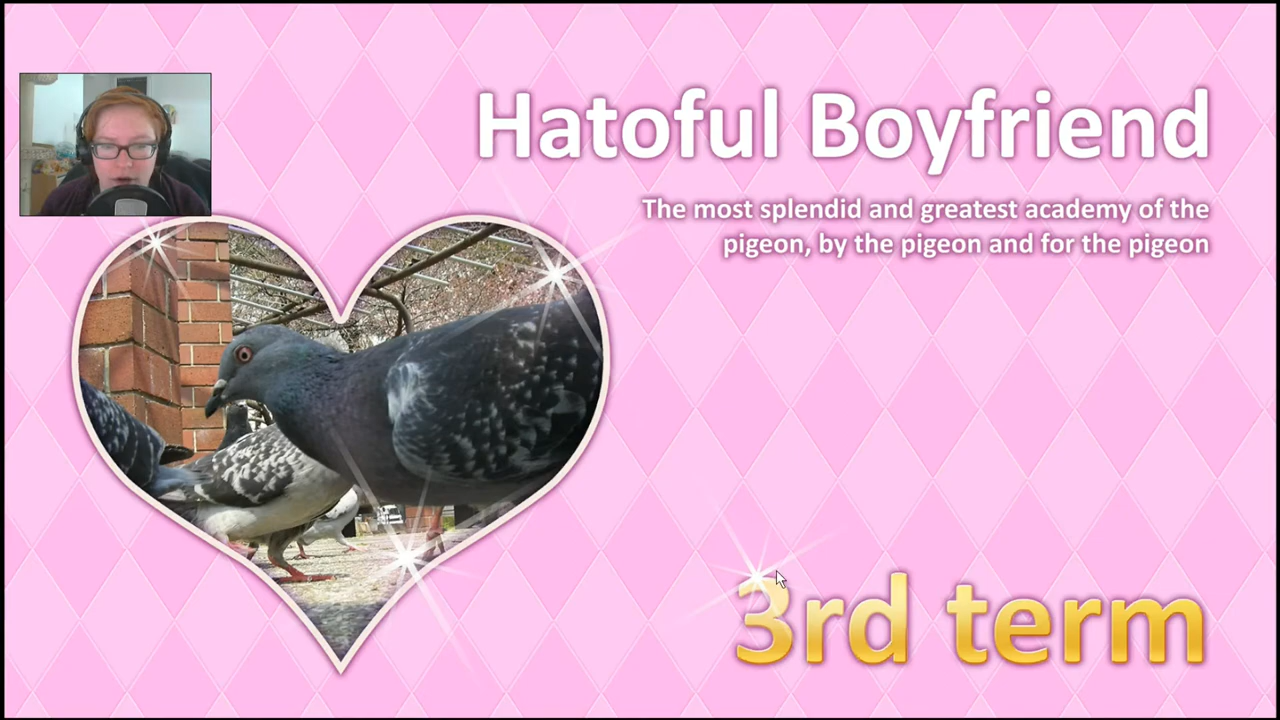 Hatoful Boyfriend
The most splendid and greatest academy of the
pigeon, by the pigeon and for the pigeon
3rd term